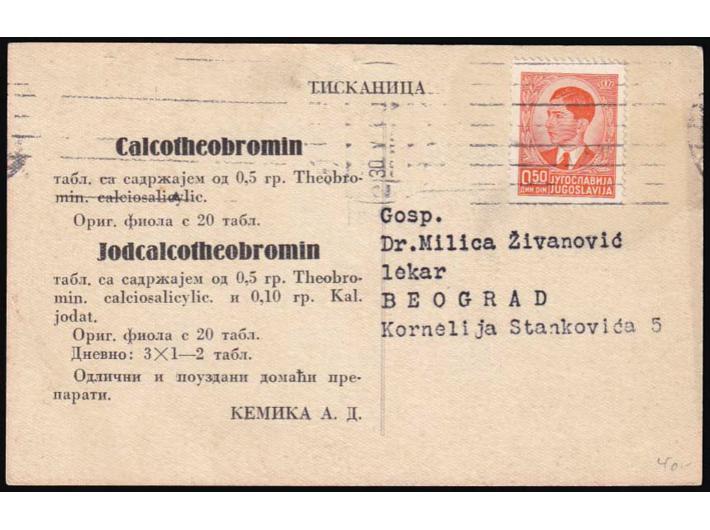 ТИСКАНИЦА
Calcotheobromin
табл. са садржајем од 0,5 гр. Theobro-
min. calciosalicylic.
Ориг. фиола с 20 табл.
Jodcalcotheobromin
табл. са садржајем од 0,5 гр. Theobro-
min. calciosalicylic. и 0,10 гр. Kal.
jodat.
Ориг. фиола с 20 табл.
Дневно: 3×1—2 табл.
Одлични и поуздани домаћи пре-
парати.
КЕМИКА А. Д.
0,50 ЈУГОСЛАВИЈА
ДИН DIN JUGOSLAVIJA
Gosp.
Dr.Milica Živanović
lekar
BEOGRAD
Kornelija Stankovića 5
40.-